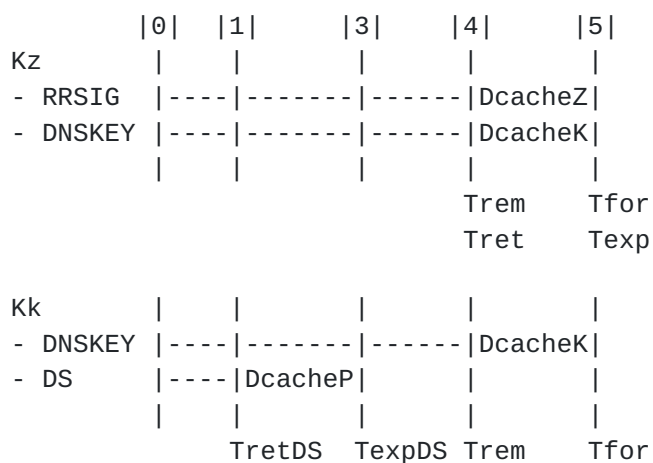 |0|  |1|     |3|    |4|     |5|
Kz       |    |       |      |       |
- RRSIG  |----|-------|------|DcacheZ|
- DNSKEY |----|-------|------|DcacheK|
         |    |       |      |       |
                             Trem    Tfor
                             Tret    Texp
Kk       |    |       |      |       |
- DNSKEY |----|-------|------|DcacheK|
- DS     |----|DcacheP|      |       |
         |    |       |      |       |
              TretDS  TexpDS Trem    Tfor